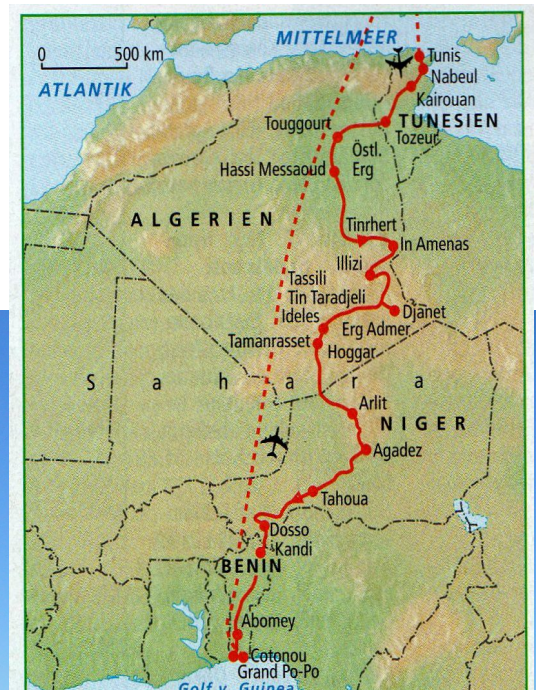 MITTELMEER
0 500 km
ATLANTIK
Tunis
Nabeul
Kairouan
TUNESIEN
Tozeur
Touggourt
Östl.
Erg
Hassi Messaoud
ALGERIEN
Tinrhert
In Amenas
Illizi
Tassili
Tin Taradjeli
Djanet
Ideles
Erg Admer
Tamanrasset
Hoggar
Sahara
Arlit
NIGER
Agadez
Tahoua
Dosso
Kandi
BENIN
Abomey
Cotonou
Grand Po-Po
Golf v. Guinea